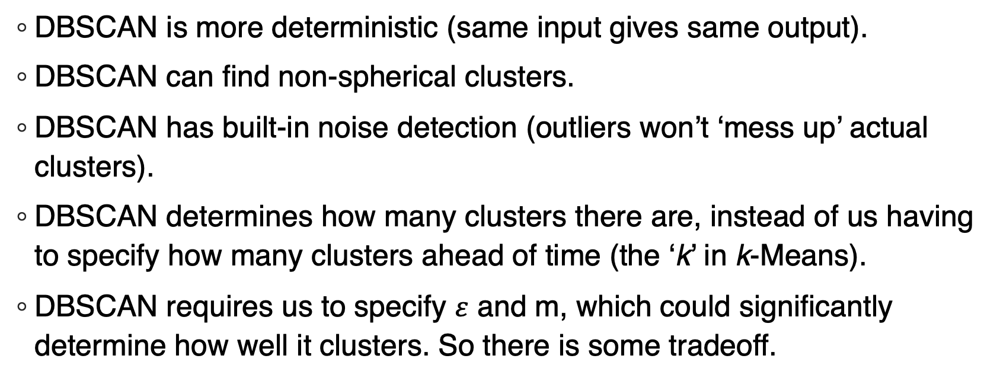 ◦ DBSCAN is more deterministic (same input gives same output).
◦ DBSCAN can find non-spherical clusters.
◦ DBSCAN has built-in noise detection (outliers won’t ‘mess up’ actual
clusters).
◦ DBSCAN determines how many clusters there are, instead of us having
to specify how many clusters ahead of time (the ‘k’ in k-Means).
◦ DBSCAN requires us to specify ε and m, which could significantly
determine how well it clusters. So there is some tradeoff.